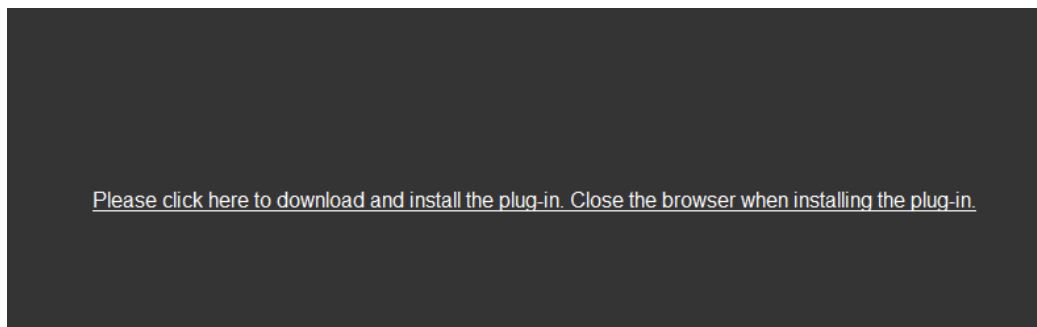 Please click here to download and install the plug-in. Close the browser when installing the plug-in.